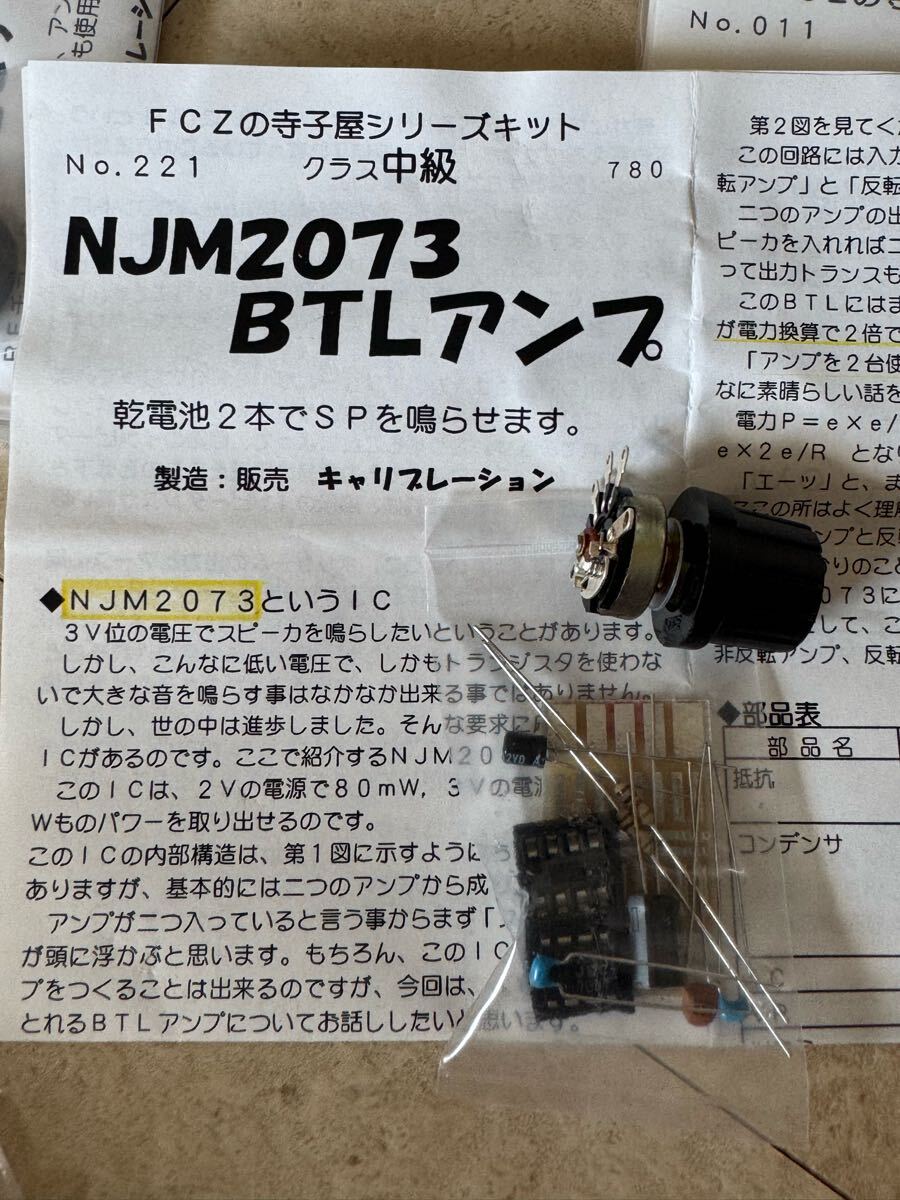 No.011
FCZの寺子屋シリーズキット
No.221 クラス中級 780
NJM2073
BTLアンプ
乾電池2本でSPを鳴らせます。
製造：販売 キャリブレーション
◆NJM2073というIC
3V位の電圧でスピーカを鳴らしたいということがあります。
しかし、こんなに低い電圧で、しかもトランジスタを使わな
いで大きな音を鳴らす事はなかなか出来る事ではありません。
しかし、世の中は進歩しました。そんな要求に
ICがあるのです。ここで紹介するNJM20
このICは、2Vの電源で80mW, 3Vの電源
Wものパワーを取り出せるのです。
このICの内部構造は、第1図に示すように
ありますが、基本的には二つのアンプから成
アンプが二つ入っていると言う事からまず「
が頭に浮かぶと思います。もちろん、このIC
プをつくることは出来るのですが、今回は、
とれるBTLアンプについてお話ししたいと思います。
第2図を見てく
この回路には入力
転アンプ」と「反転
二つのアンプの出
ピーカを入れれば
って出力トランスも
このBTLにはま
が電力換算で2倍で
「アンプを2台使
なに素晴らしい話を
電力P=e×e/
e×2e/R となり
「エーッ」と、ま
ここの所はよく理解
ンプと反転
りのこと
073に
して、こ
非反転アンプ、反転
◆部品表
部品名
抵抗
コンデンサ